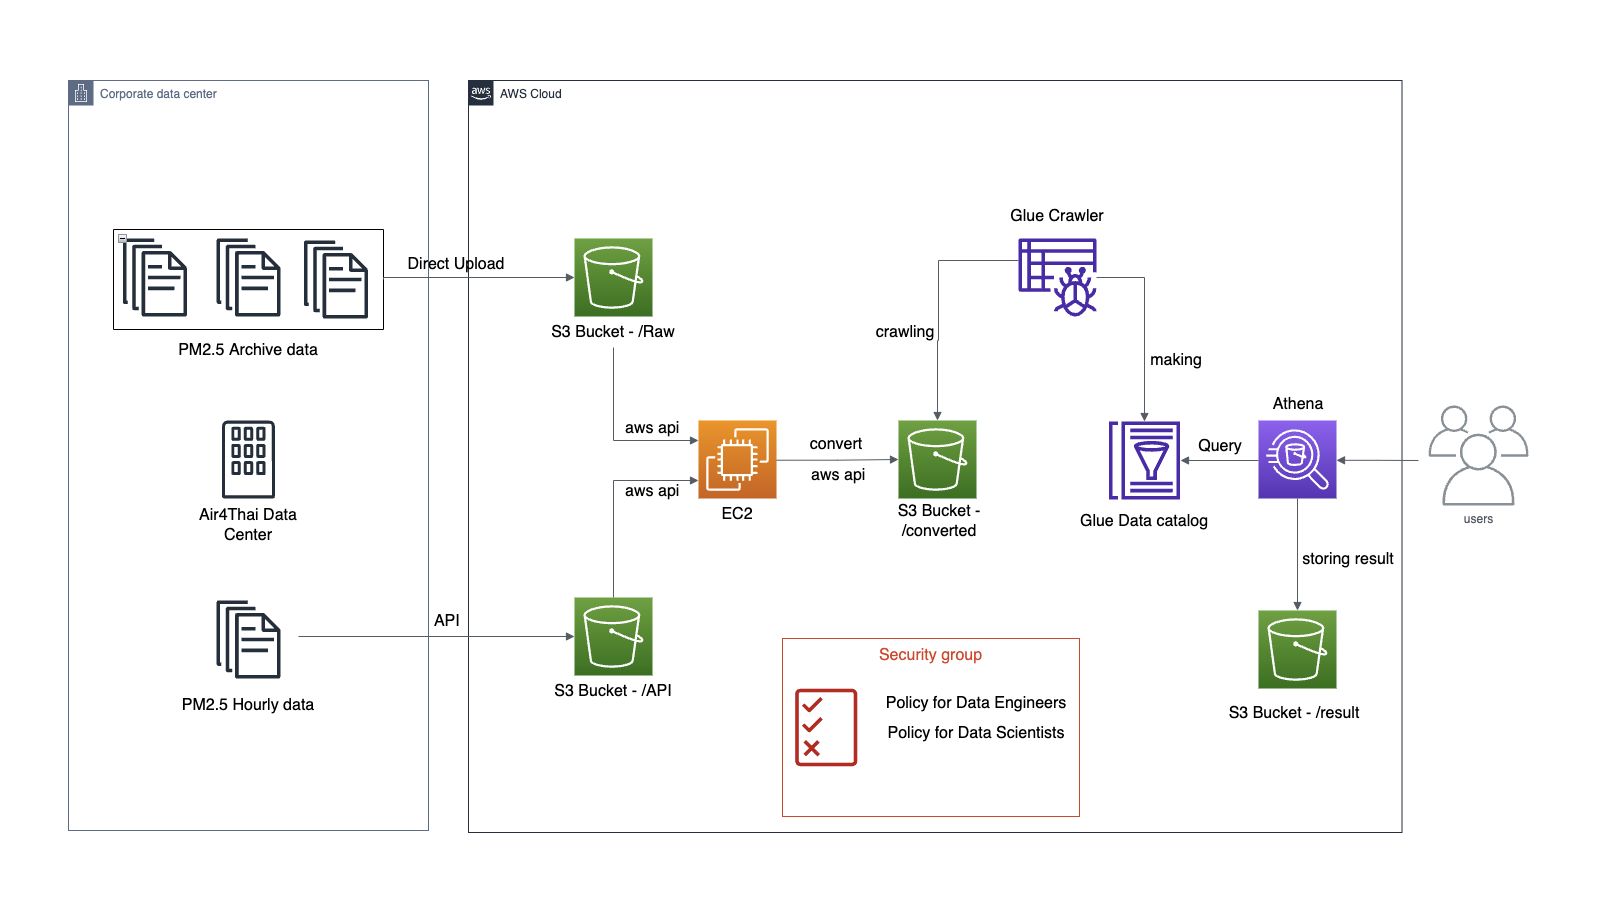 Corporate data center
aws
AWS Cloud
Glue Crawler
Direct Upload
S3 Bucket - /Raw
crawling
PM2.5 Archive data
making
Athena
users
aws api
convert
Query
aws api
aws api
EC2
S3 Bucket -
/converted
Glue Data catalog
Air4Thai Data
Center
storing result
API
S3 Bucket - /API
PM2.5 Hourly data
Security group
Policy for Data Engineers
Policy for Data Scientists
S3 Bucket - /result